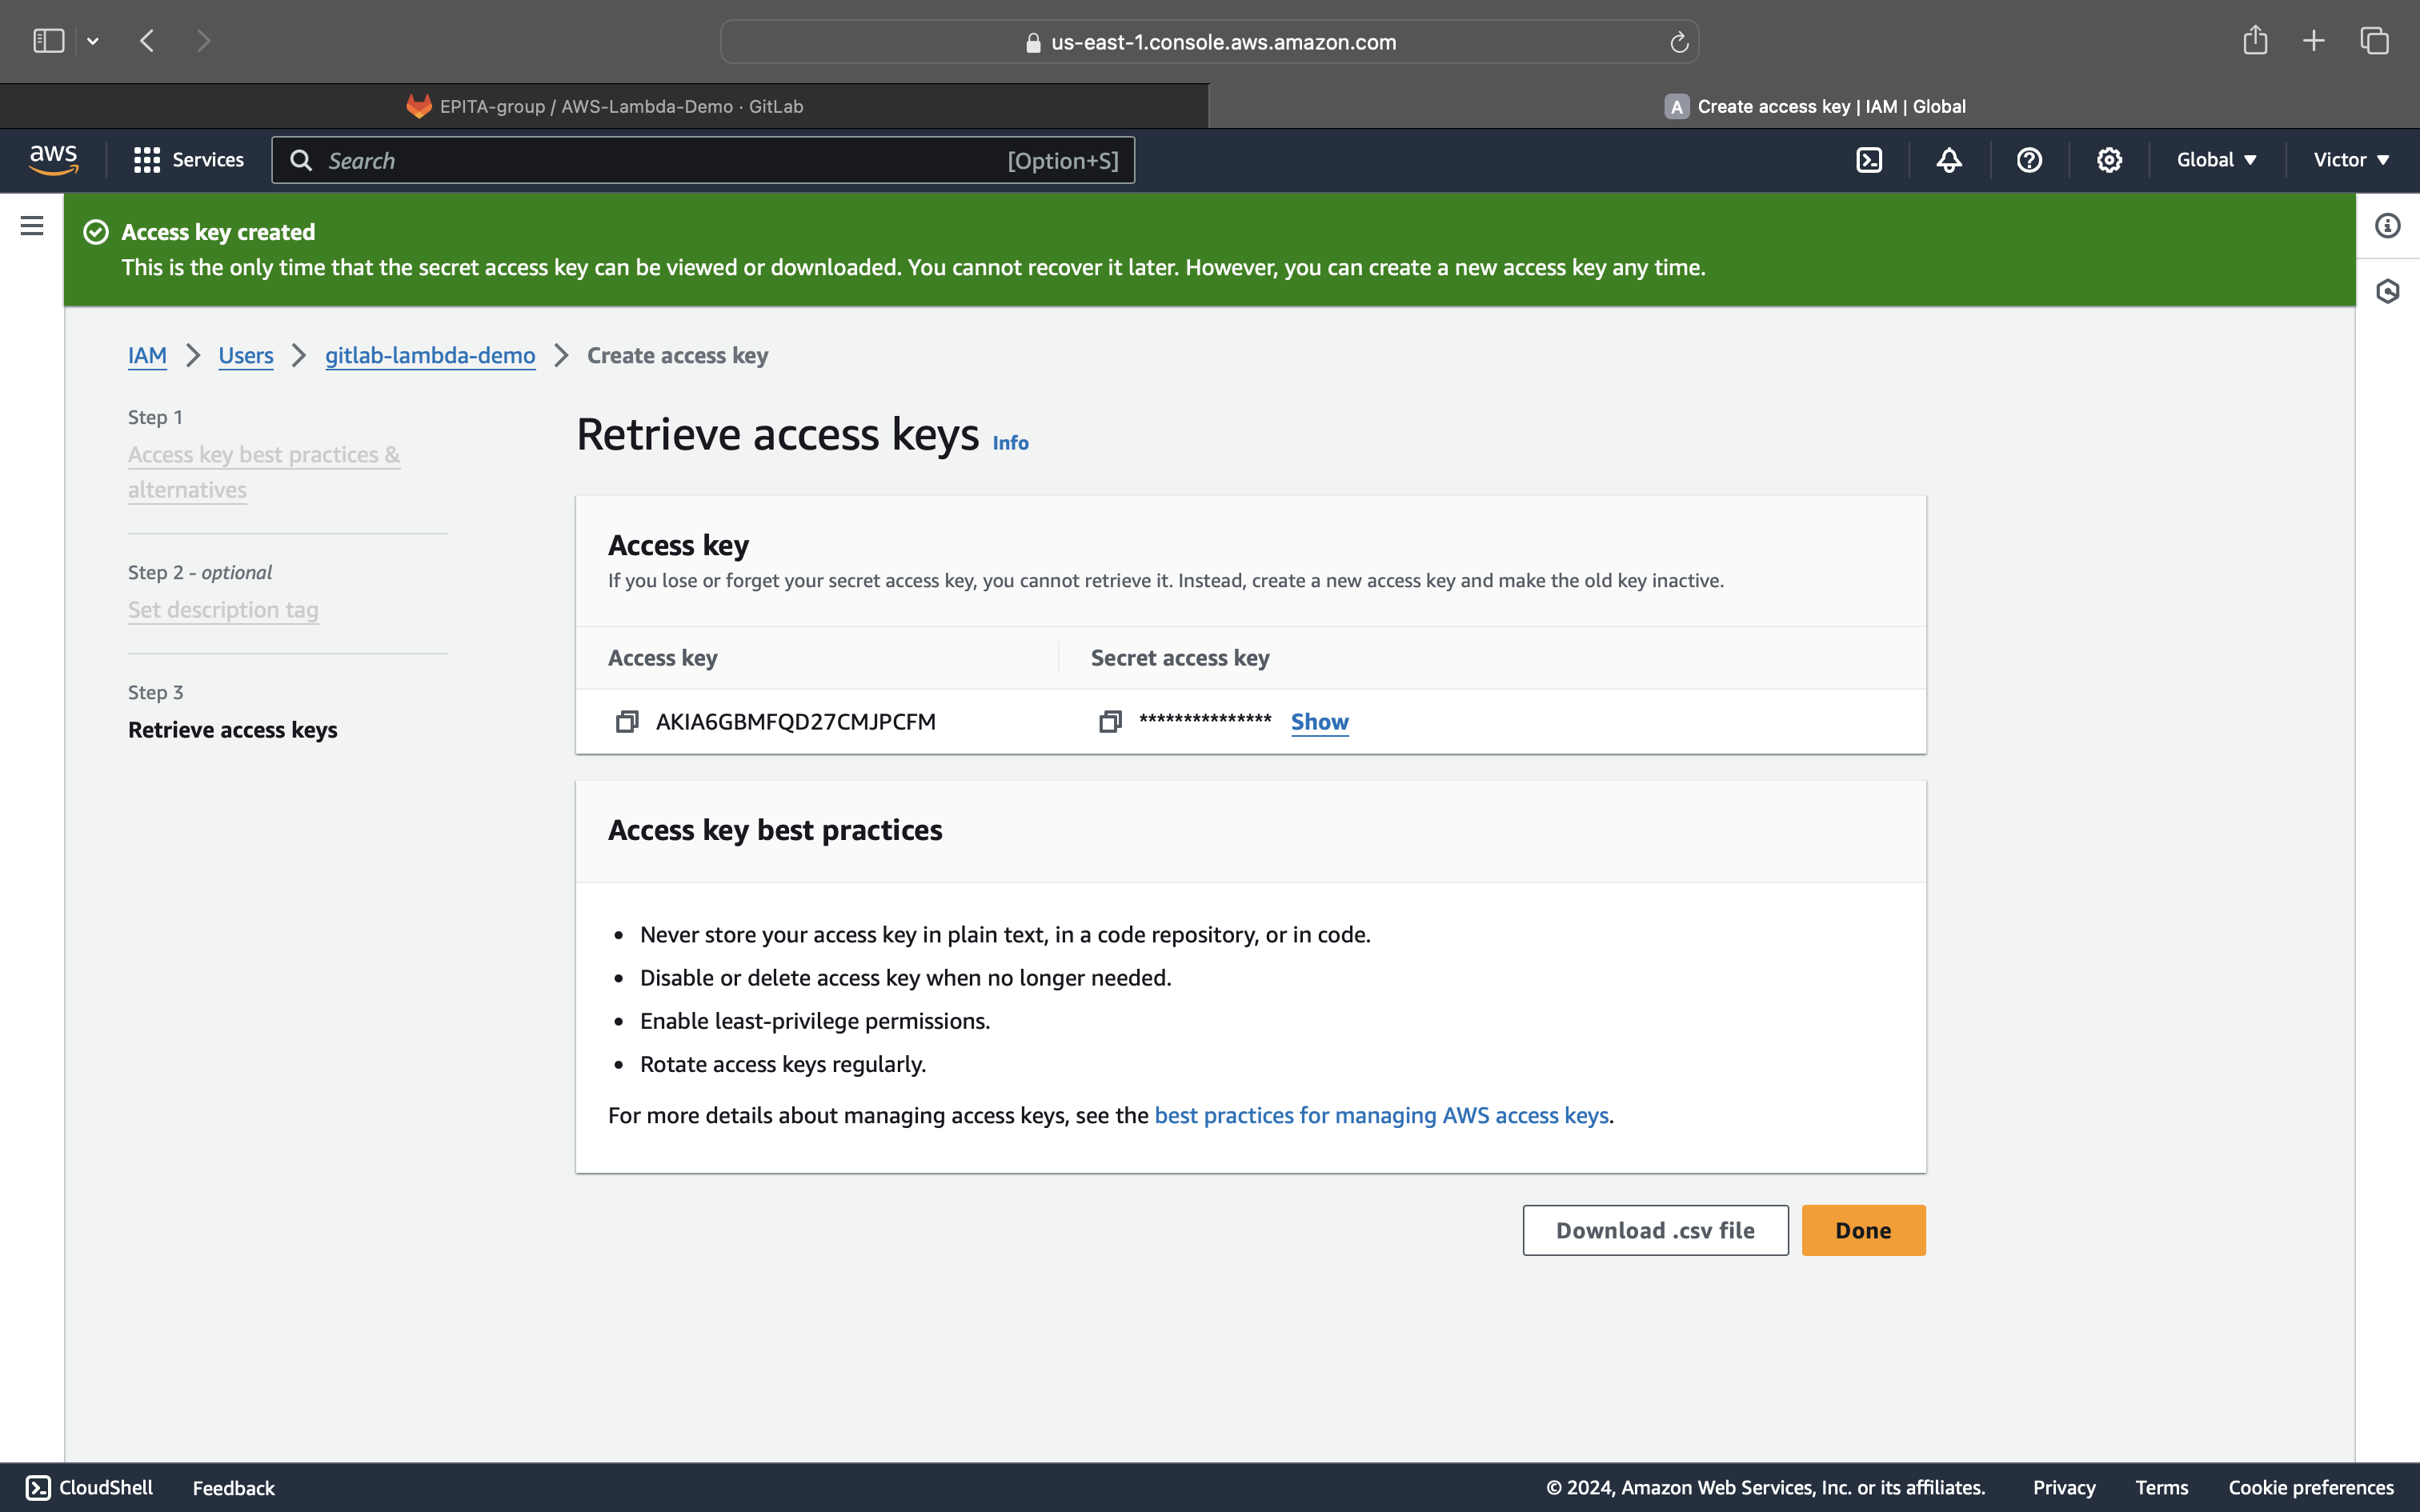 us-east-1.console.aws.amazon.com
EPITA-group / AWS-Lambda-Demo · GitLab
A Create access key | IAM | Global
aws Services Search [Option+S] Global ▼ Victor ▼
Access key created
This is the only time that the secret access key can be viewed or downloaded. You cannot recover it later. However, you can create a new access key any time.
IAM > Users > gitlab-lambda-demo > Create access key
Step 1
Access key best practices &
alternatives
Step 2 - optional
Set description tag
Step 3
Retrieve access keys
Retrieve access keys Info
Access key
If you lose or forget your secret access key, you cannot retrieve it. Instead, create a new access key and make the old key inactive.
Access key Secret access key
AKIA6GBMFQD27CMJPCFM *************** Show
Access key best practices
• Never store your access key in plain text, in a code repository, or in code.
• Disable or delete access key when no longer needed.
• Enable least-privilege permissions.
• Rotate access keys regularly.
For more details about managing access keys, see the best practices for managing AWS access keys.
Download .csv file Done
CloudShell Feedback © 2024, Amazon Web Services, Inc. or its affiliates. Privacy Terms Cookie preferences